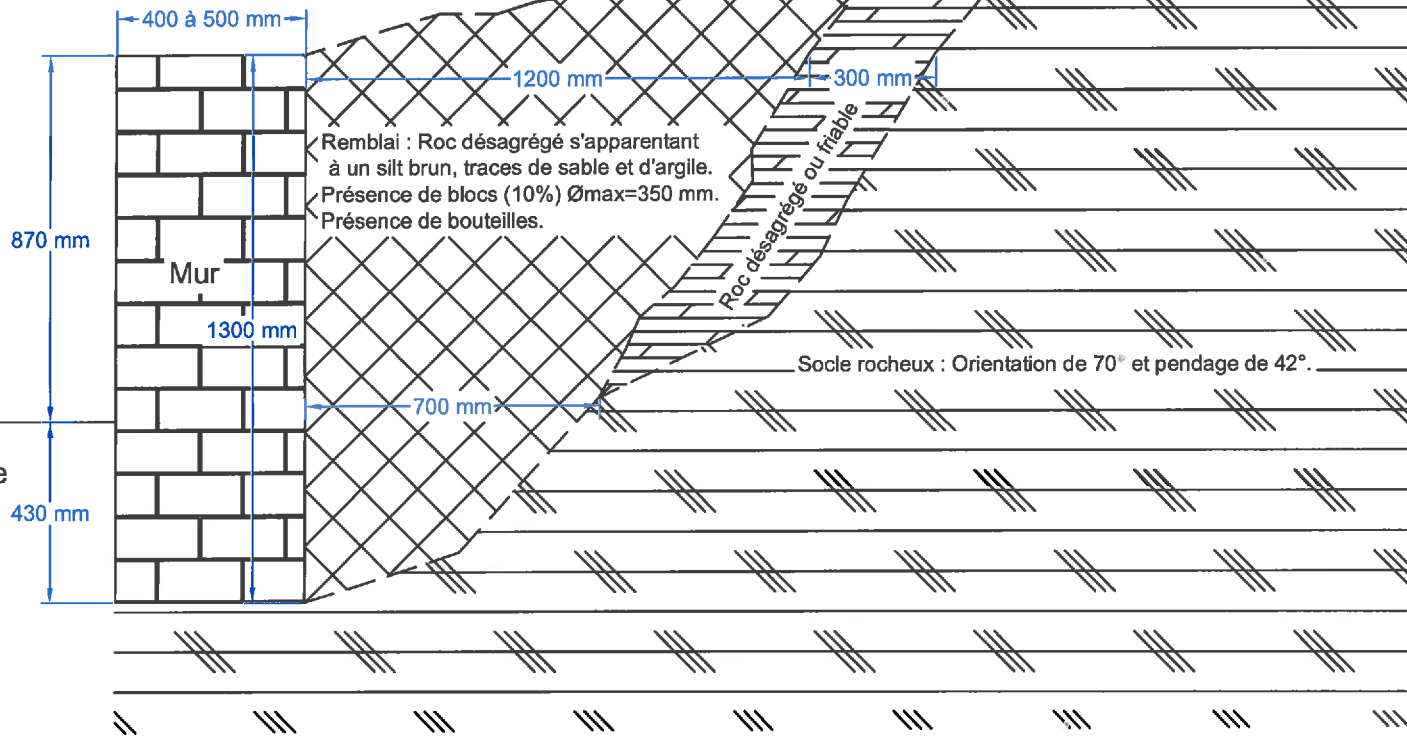 400 à 500 mm
1200 mm
300 mm
Remblai : Roc désagrégé s'apparentant
à un silt brun, traces de sable et d'argile.
Présence de blocs (10%) Ømax=350 mm.
Présence de bouteilles.
Roc désagrégé ou friable
870 mm
Mur
1300 mm
Socle rocheux : Orientation de 70° et pendage de 42°.
700 mm
e
430 mm